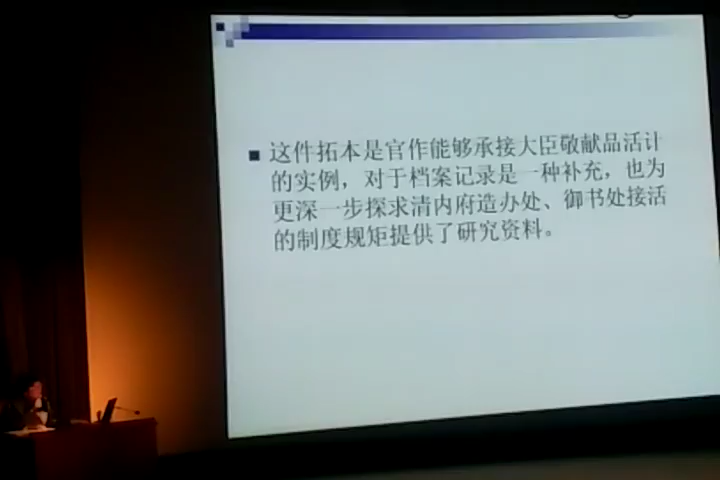 这件拓本是官作能够承接大臣敬献品活计
的实例，对于档案记录是一种补充，也为
更深一步探求清内府造办处、御书处接活
的制度规矩提供了研究资料。